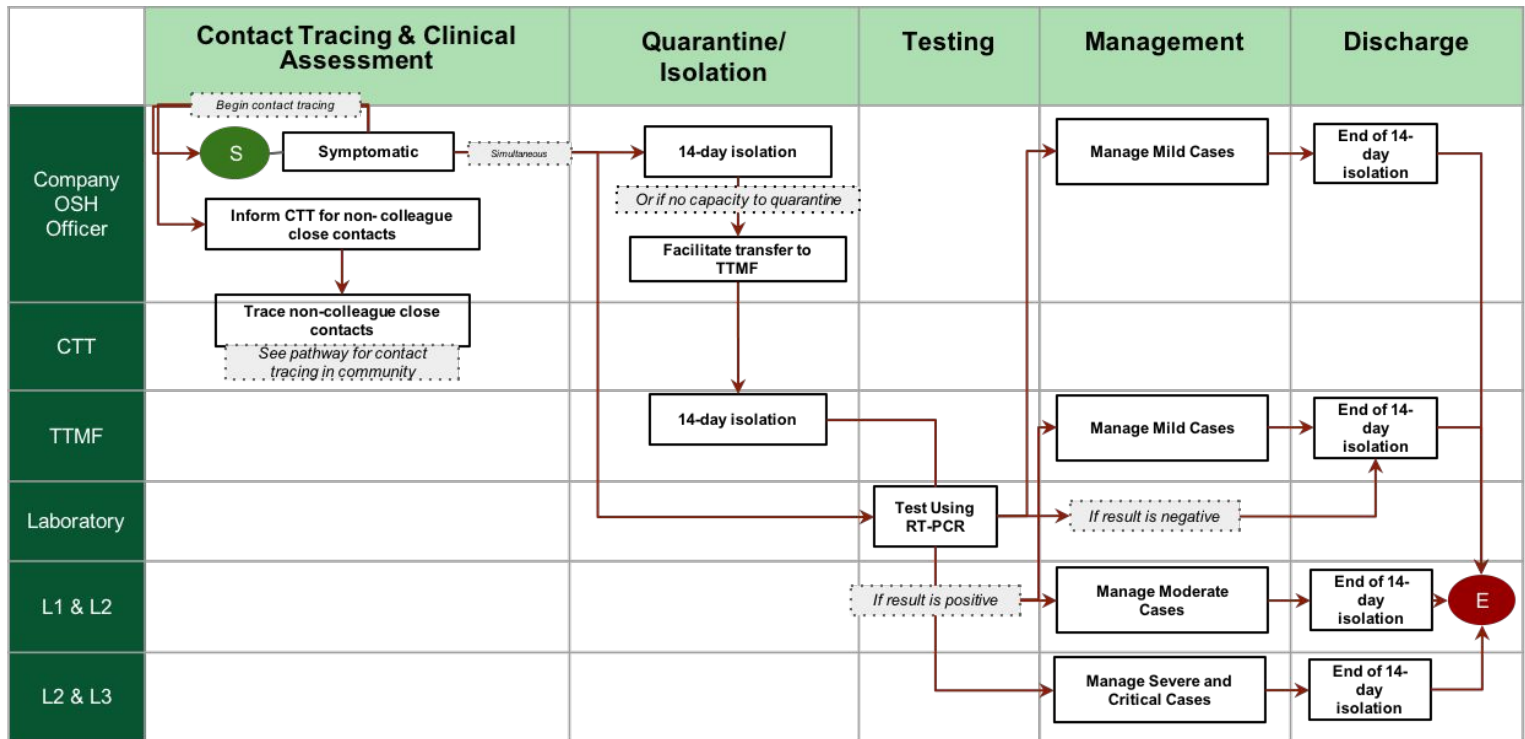 Contact Tracing & Clinical
Assessment
Quarantine/
Isolation
Testing
Management
Discharge
Company
OSH
Officer
Begin contact tracing
S
Symptomatic
Simultaneous
14-day isolation
Or if no capacity to quarantine
Facilitate transfer to
TTMF
Manage Mild Cases
End of 14-
day
isolation
Inform CTT for non- colleague
close contacts
CTT
Trace non-colleague close
contacts
See pathway for contact
tracing in community
TTMF
14-day isolation
Manage Mild Cases
End of 14-
day
isolation
Laboratory
Test Using
RT-PCR
If result is negative
L1 & L2
If result is positive
Manage Moderate
Cases
End of 14-
day
isolation
E
L2 & L3
Manage Severe and
Critical Cases
End of 14-
day
isolation